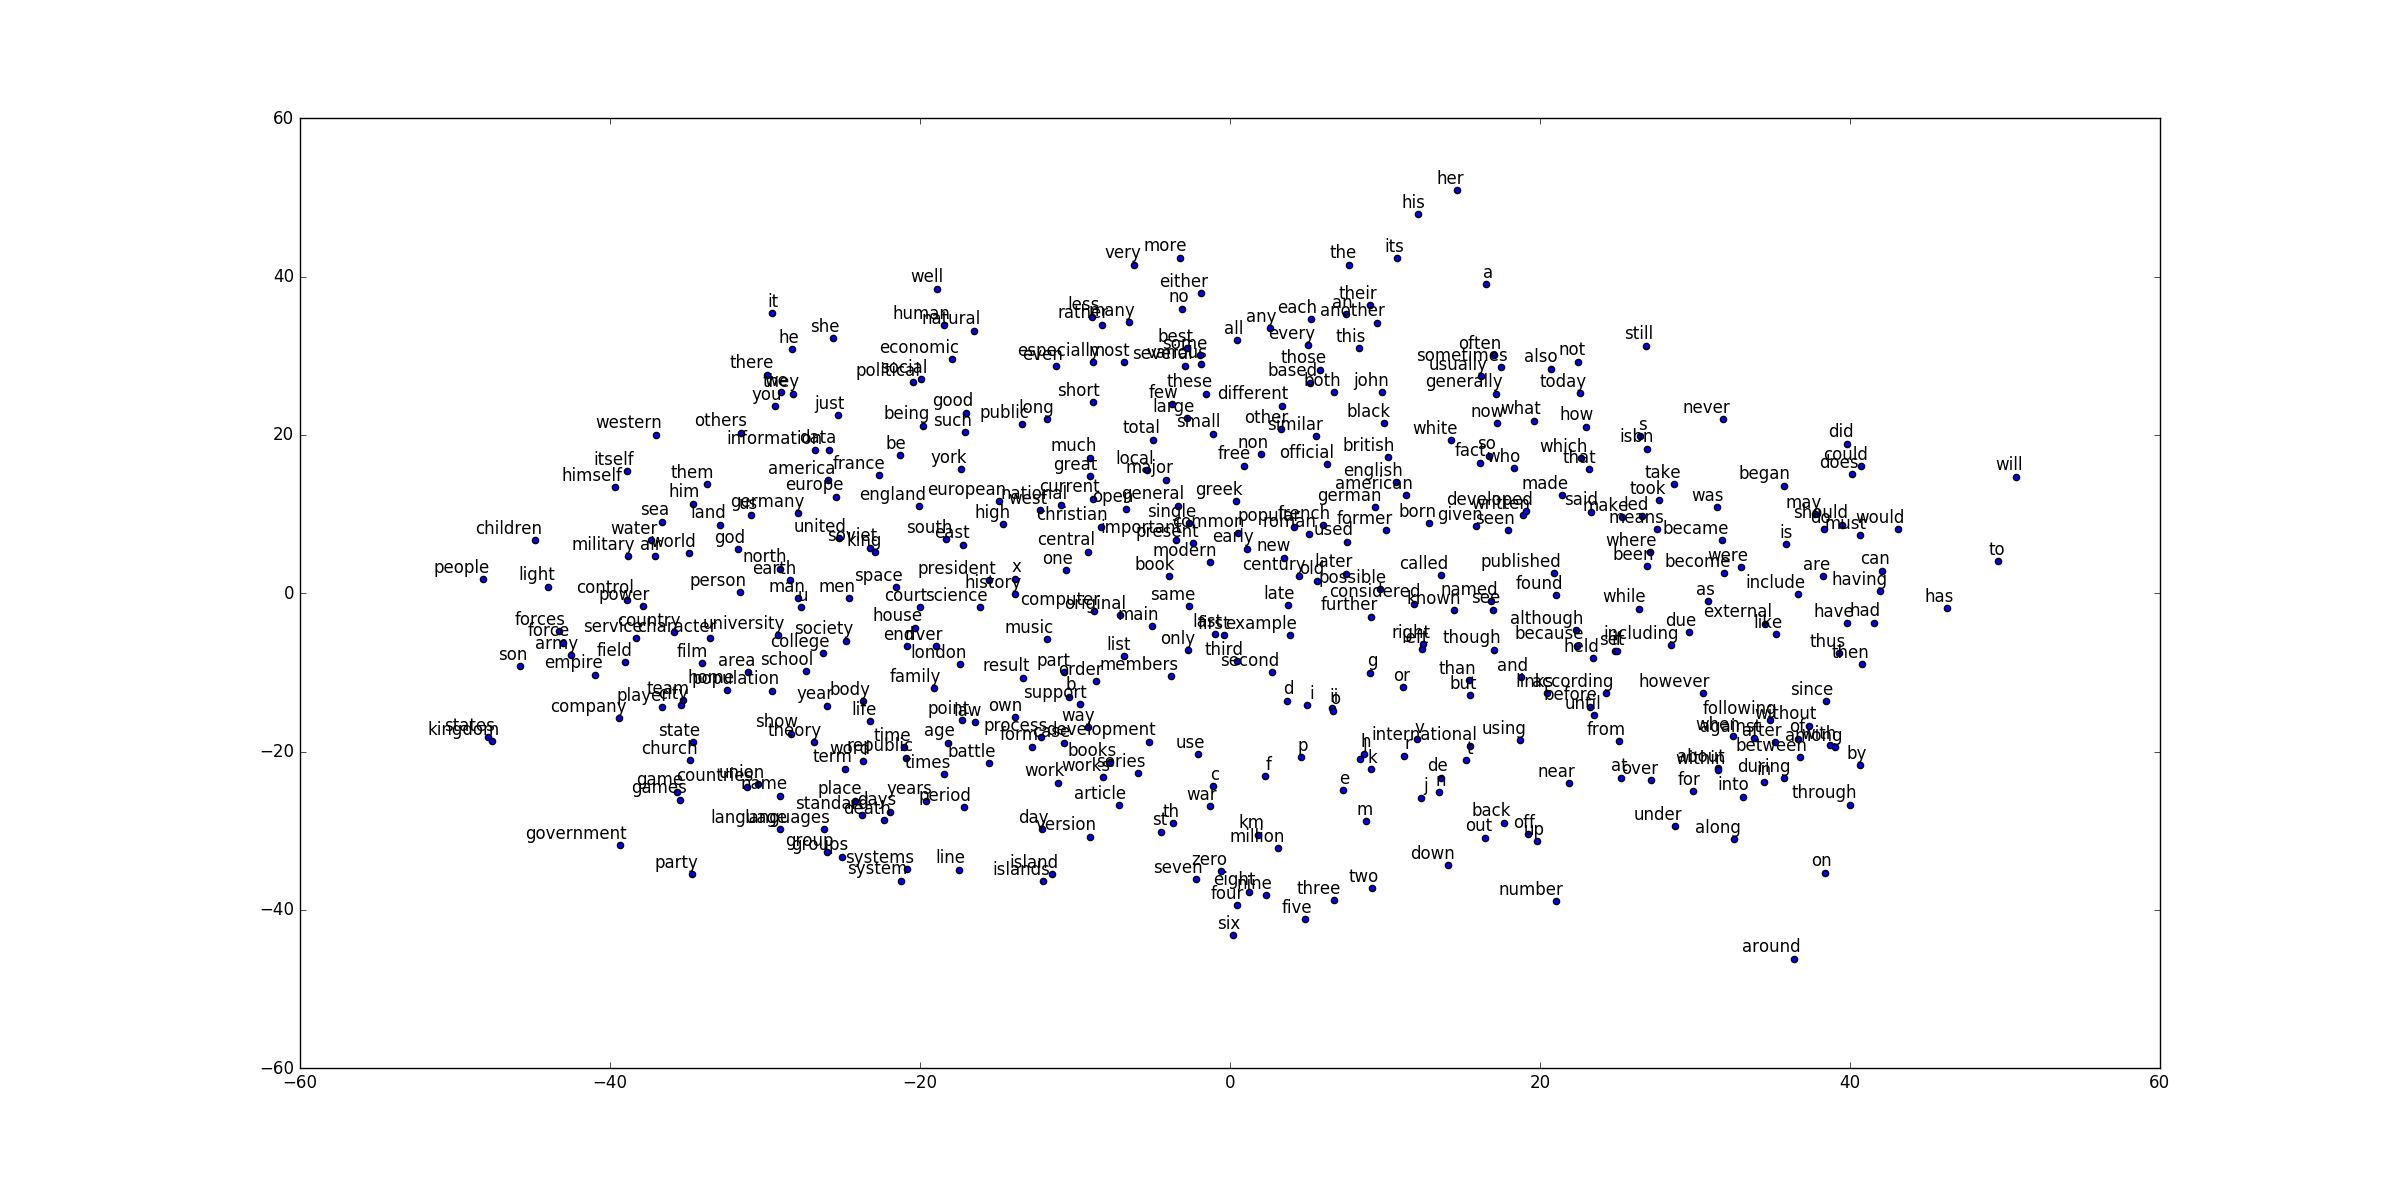 60
her
his
more
very
the
its
either
a
well
their
no
it
an
less
many
each
another
human
rather
any
natural
she
all
every
this
still
he
best
often
some
economic
not
especially
most
various
several
sometimes
also
even
those
there
usually
social
based
political
they
these
both
john
generally
today
you
short
few
different
just
good
long
large
being
public
black
now
what
how
never
others
such
other
western
small
similar
total
white
s
did
information
data
be
isbn
much
non
official
british
fact
so
which
could
york
free
who
that
does
will
france
local
itself
great
major
america
english
take
himself
them
american
began
europe
current
made
him
european
national
general
greek
took
england
open
german
developed
said
was
germany
us
west
written
make
may
sea
land
high
single
french
born
given
christian
popular
roman
common
former
seen
means
should
would
do
children
water
united
south
important
used
became
must
east
god
soviet
present
is
military
air
world
king
central
early
where
north
one
modern
new
been
were
people
earth
president
x
book
century
later
called
published
become
are
can
to
light
person
space
history
old
possible
found
include
having
control
man
men
power
u
court
science
computer
same
late
considered
named
while
as
has
original
further
known
see
forces
country
house
main
last
although
due
external
have
had
force
service
character
university
society
end
river
music
first
example
right
because
including
like
army
college
list
only
left
though
held
set
thus
son
field
film
school
london
third
then
empire
area
result
part
members
second
g
than
and
home
population
family
order
or
but
links
according
however
team
city
b
d
i
player
year
body
support
before
since
company
life
point
law
own
way
o
until
following
without
states
kingdom
state
show
theory
time
age
process
form
case
development
international
y
using
from
when
against
after
of
with
among
church
word
republic
battle
books
use
h
r
t
between
by
term
times
works
series
p
k
about
within
game
countries
union
work
f
de
near
at
over
during
in
games
name
c
e
j
n
for
into
place
years
period
article
war
through
standard
days
death
m
language
languages
day
version
th
st
km
back
out
off
up
under
along
government
million
group
groups
party
systems
line
island
zero
down
on
system
islands
seven
eight
nine
two
four
three
number
five
six
around
40
20
0
−20
−40
−60
−60 −40 −20 0 20 40 60